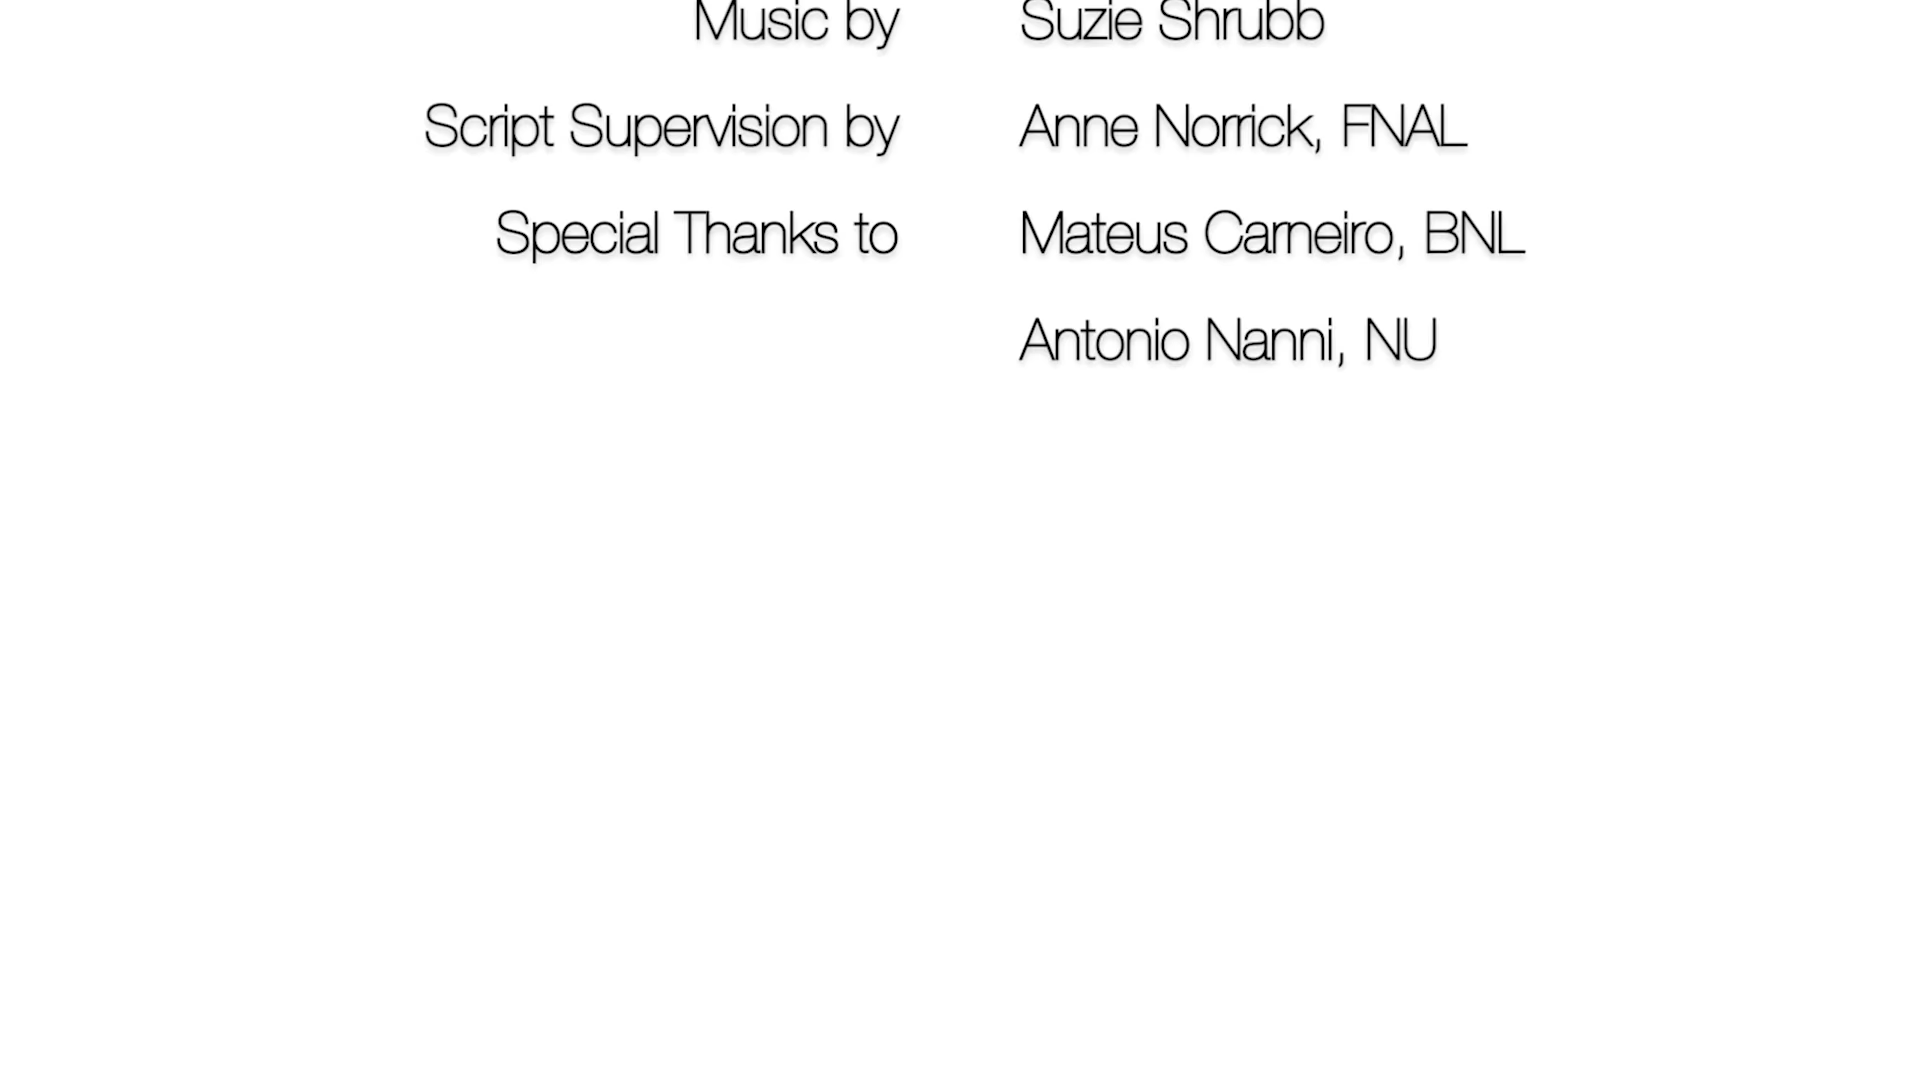 Music by Suzie Shrubb
Script Supervision by Anne Norrick, FNAL
Special Thanks to Mateus Carneiro, BNL
Antonio Nanni, NU